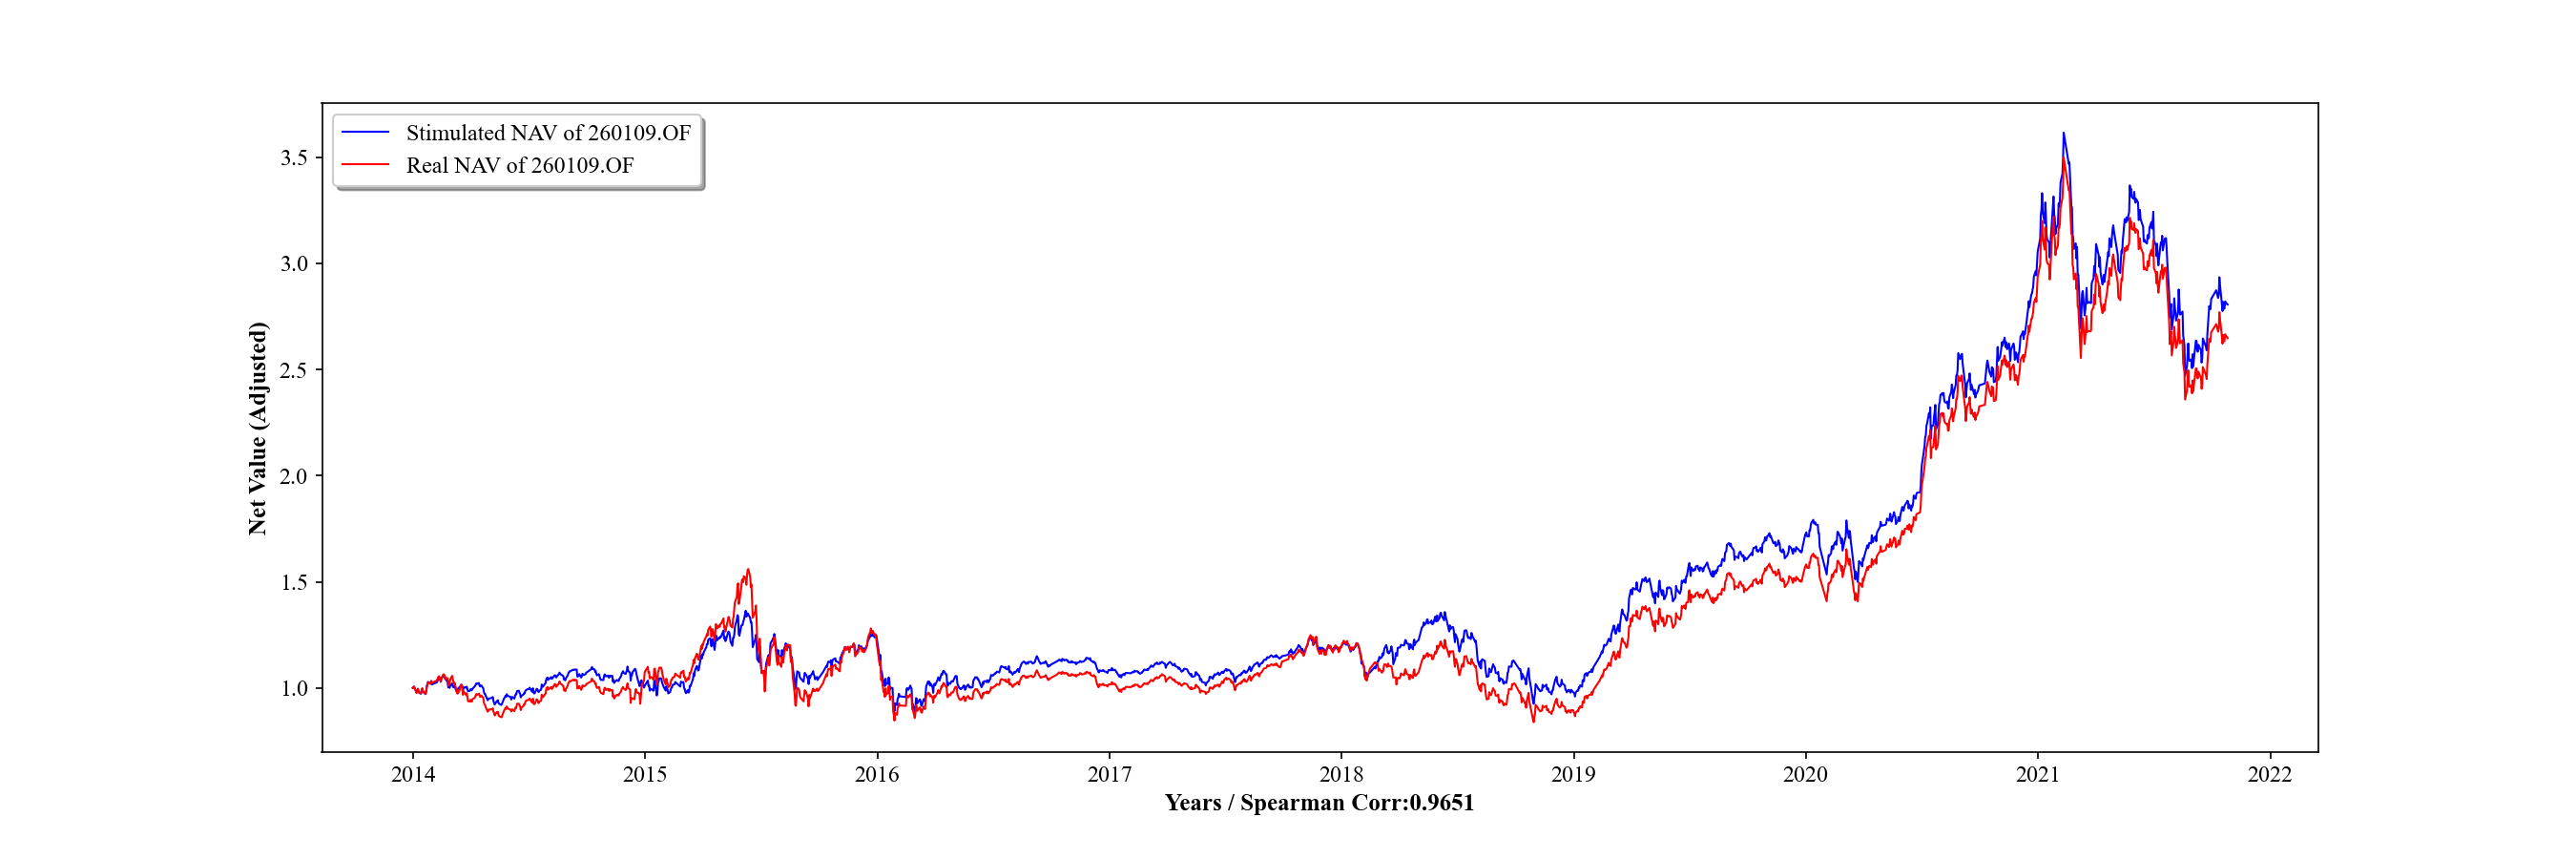 Stimulated NAV of 260109.OF
Real NAV of 260109.OF
Net Value (Adjusted)
3.5
3.0
2.5
2.0
1.5
1.0
2014 2015 2016 2017 2018 2019 2020 2021 2022
Years / Spearman Corr:0.9651